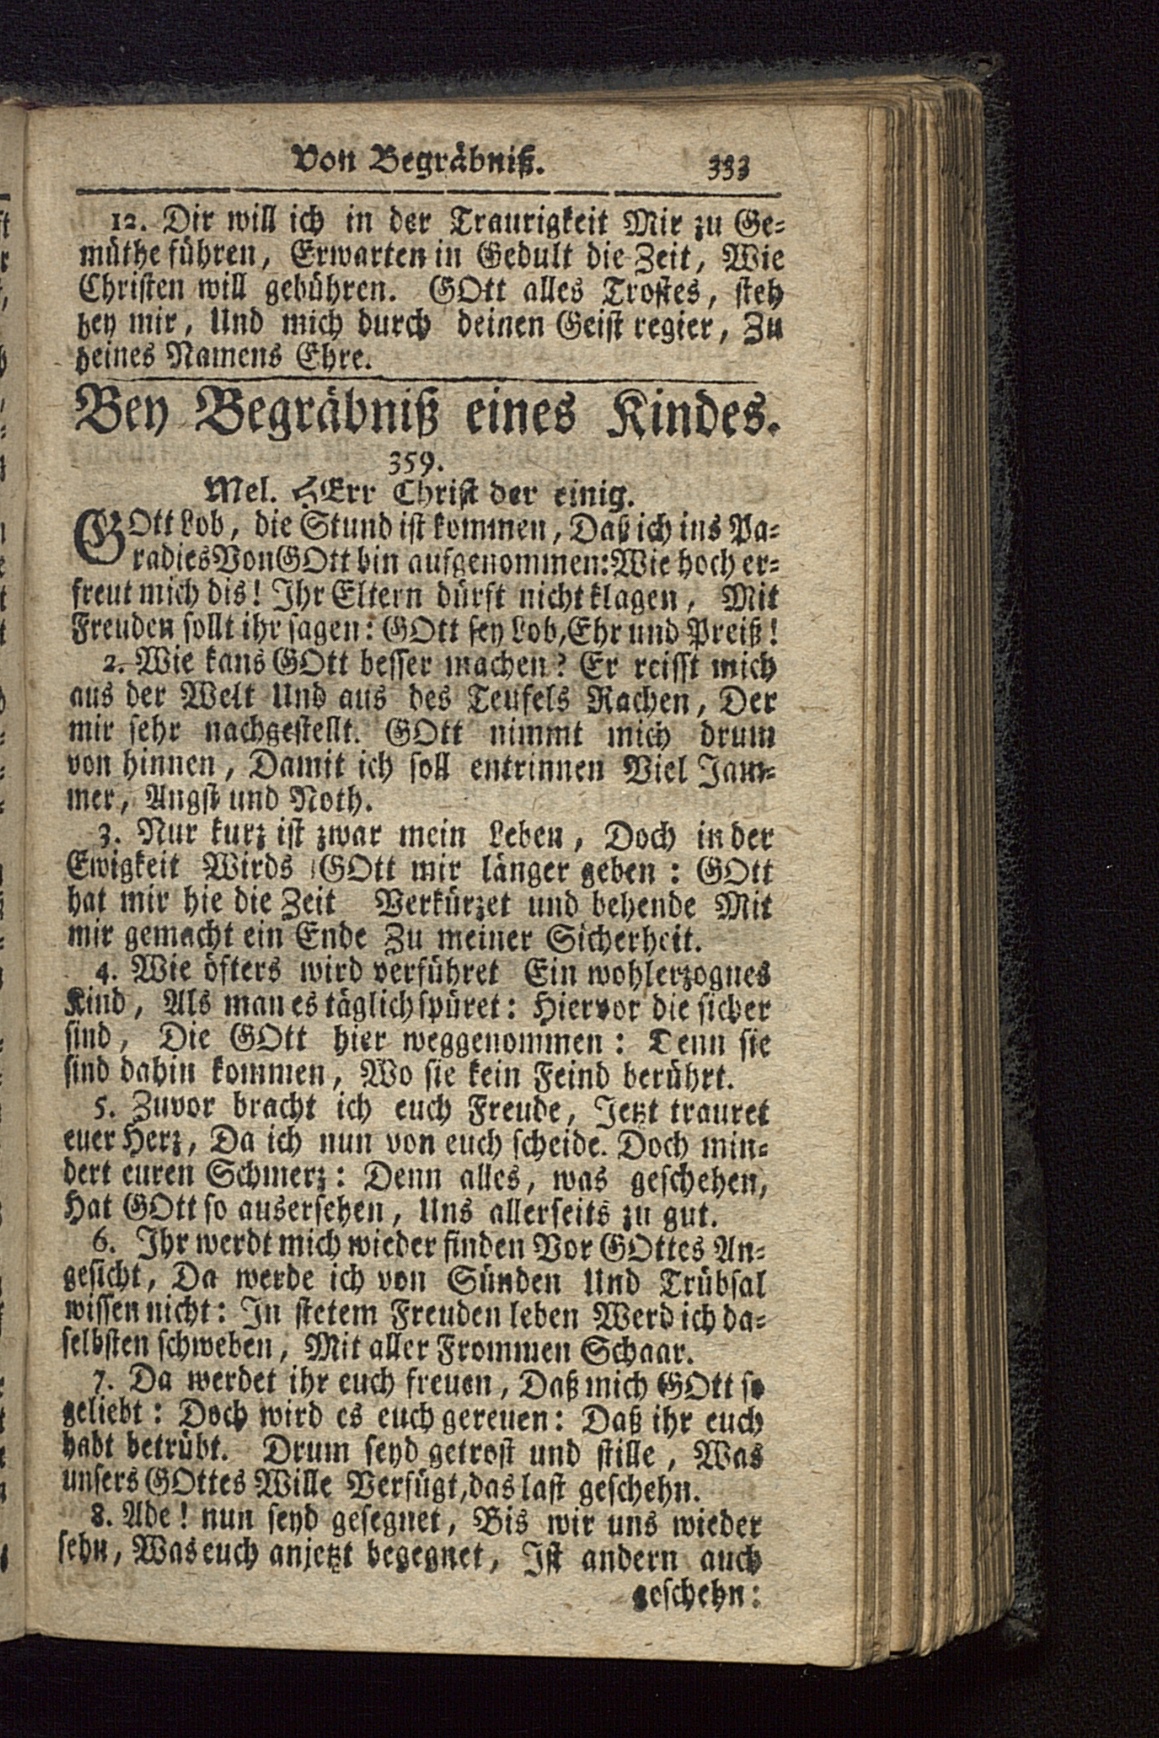 Von Begräbniß. 333
12. Dir will ich in der Traurigkeit Mir zu Ge-
müthe führen, Erwarten in Gedult die Zeit, Wie
Christen will gebühren. GOtt alles Trostes, steh
bey mir, Und mich durch deinen Geist regier, Zu
deines Namens Ehre.
Bey Begräbniß eines Kindes.
359.
Mel. HErr Christ der einig.
GOtt Lob, die Stund ist kommen, Daß ich ins Pa-
radies Von GOtt bin aufgenommen: Wie hoch er-
freut mich dis! Ihr Eltern dürft nicht klagen, Mit
Freuden sollt ihr sagen: GOtt sey Lob, Ehr und Preiß!
2. Wie kans GOtt besser machen? Er reisst mich
aus der Welt Und aus des Teufels Rachen, Der
mir sehr nachgestellt. GOtt nimmt mich drum
von hinnen, Damit ich soll entrinnen Viel Jam-
mer, Angst und Noth.
3. Nur kurz ist zwar mein Leben, Doch in der
Ewigkeit Wirds GOtt mir länger geben: GOtt
hat mir hie die Zeit Verkürzet und behende Mit
mir gemacht ein Ende Zu meiner Sicherheit.
4. Wie öfters wird verführet Ein wohlerzognes
Kind, Als man es täglich spüret: Hiervor die sicher
sind, Die GOtt hier weggenommen: Denn sie
sind dahin kommen, Wo sie kein Feind berührt.
5. Zuvor bracht ich euch Freude, Jetzt trauret
euer Herz, Da ich nun von euch scheide. Doch min-
dert euren Schmerz: Denn alles, was geschehen,
Hat GOtt so ausersehen, Uns allerseits zu gut.
6. Ihr werdt mich wieder finden Vor GOttes An-
gesicht, Da werde ich von Sünden Und Trübsal
wissen nicht: In stetem Freuden leben Werd ich da-
selbsten schweben, Mit aller Frommen Schaar.
7. Da werdet ihr euch freuen, Daß mich GOtt so
geliebt: Doch wird es euch gereuen: Daß ihr euch
habt betrübt. Drum seyd getrost und stille, Was
unsers GOttes Wille Verfügt, das last geschehn.
8. Ade! nun seyd gesegnet, Bis wir uns wieder
sehn, Was euch anjetzt begegnet, Ist andern auch
geschehn: